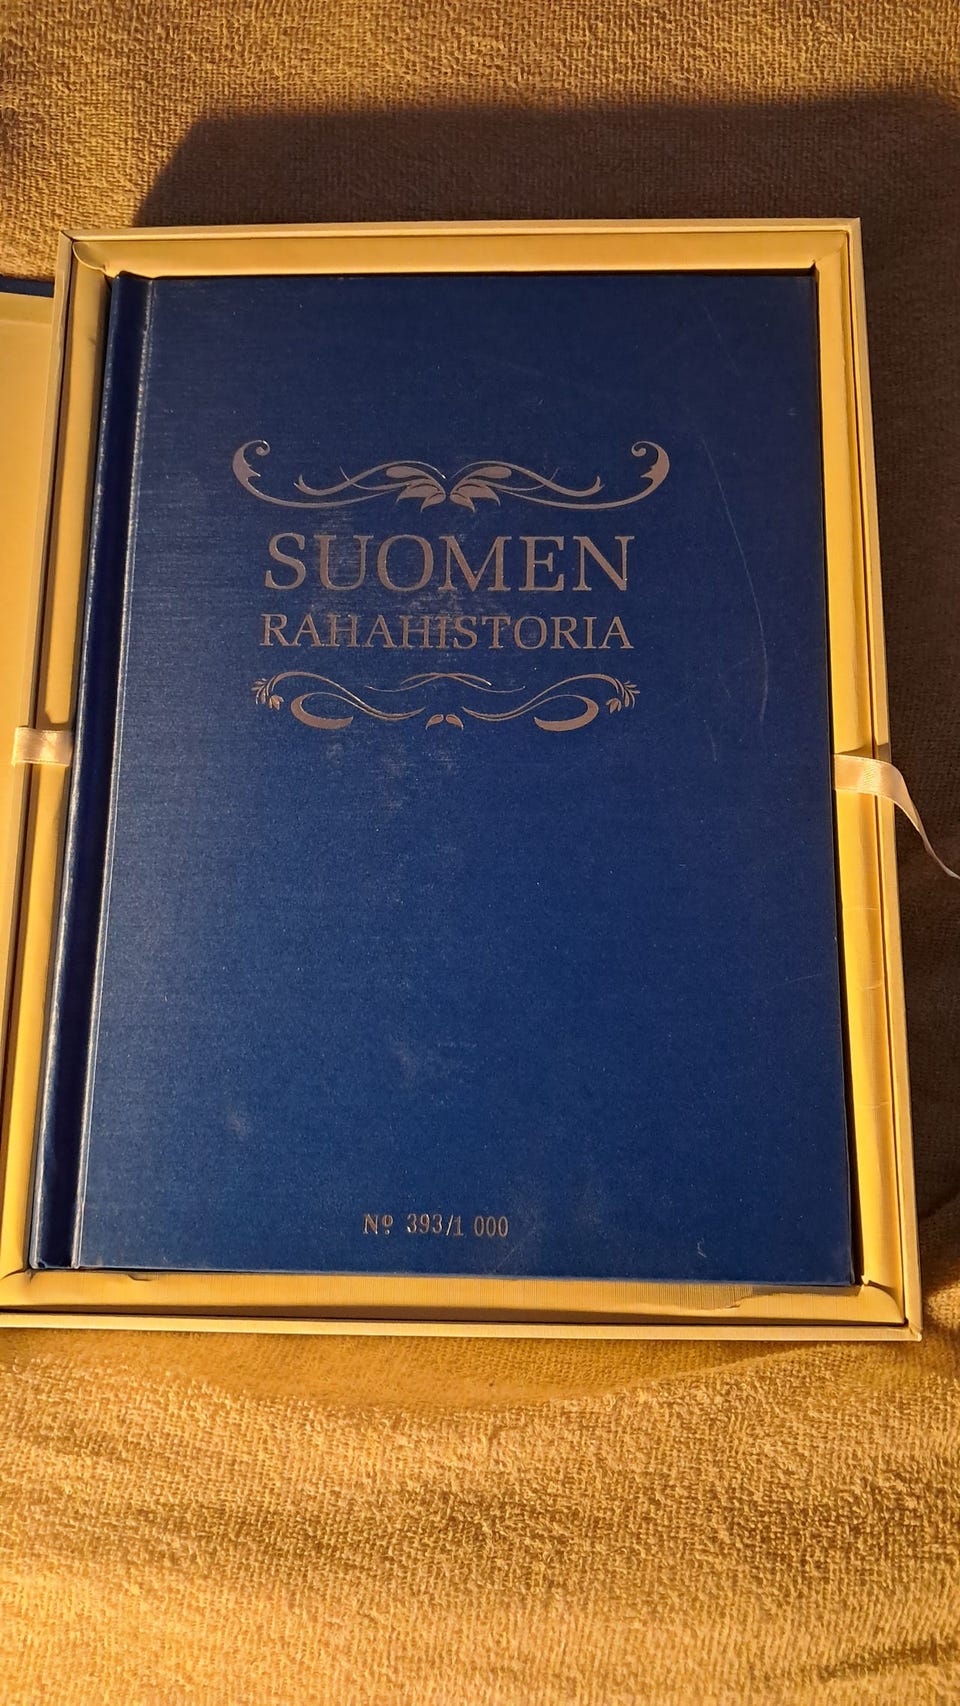 SUOMEN
RAHAHISTORIA
Nº 393/1 000